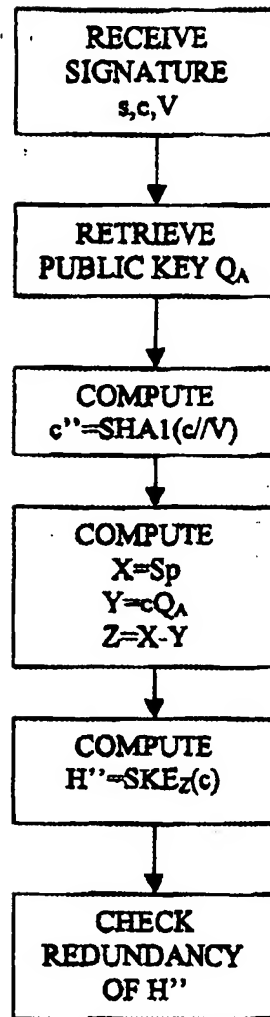 RECEIVE
SIGNATURE
s,c,V
RETRIEVE
PUBLIC KEY QA
COMPUTE
c''=SHA1(c//V)
COMPUTE
X=Sp
Y=cQA
Z=X-Y
COMPUTE
H''=SKEZ(c)
CHECK
REDUNDANCY
OF H''